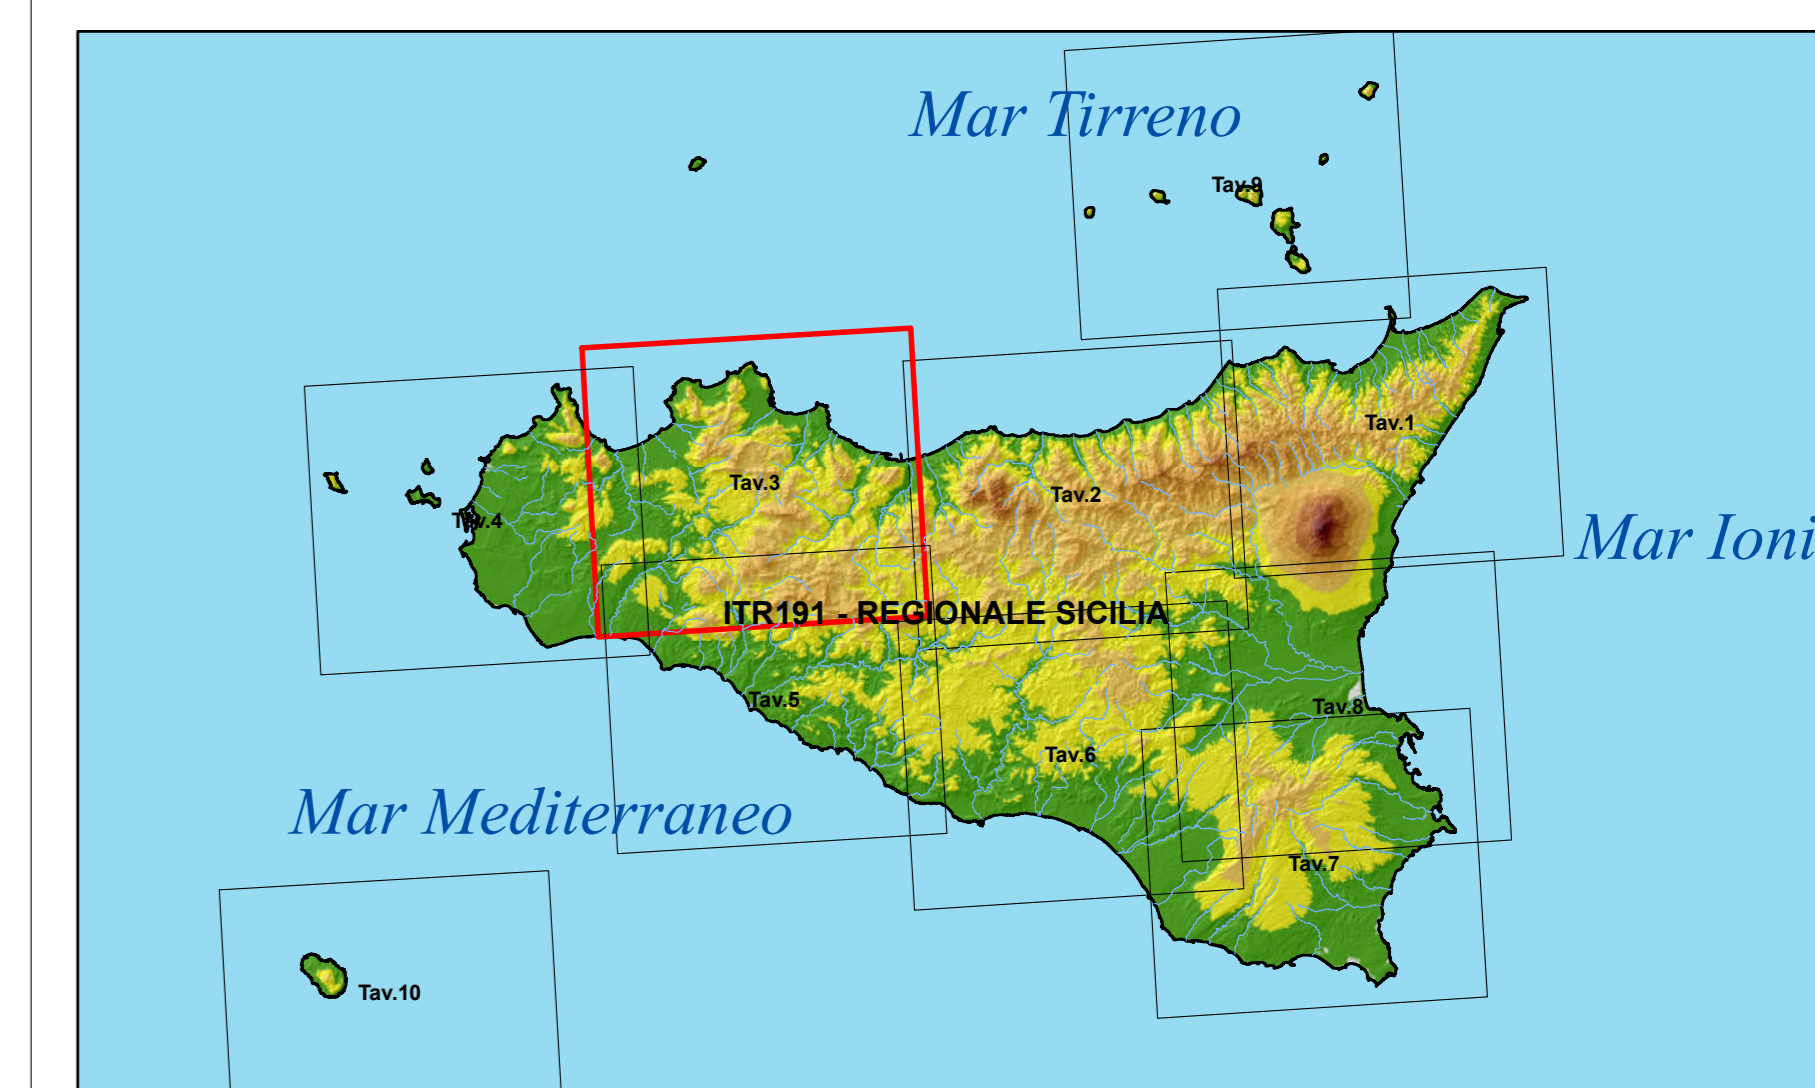 Mar Tirreno
Tav.9
Tav.1
Tav.3
Tav.2
Tav.4
Mar Ioni
ITR191 - REGIONALE SICILIA
Tav.5
Tav.8
Tav.6
Mar Mediterraneo
Tav.7
Tav.10